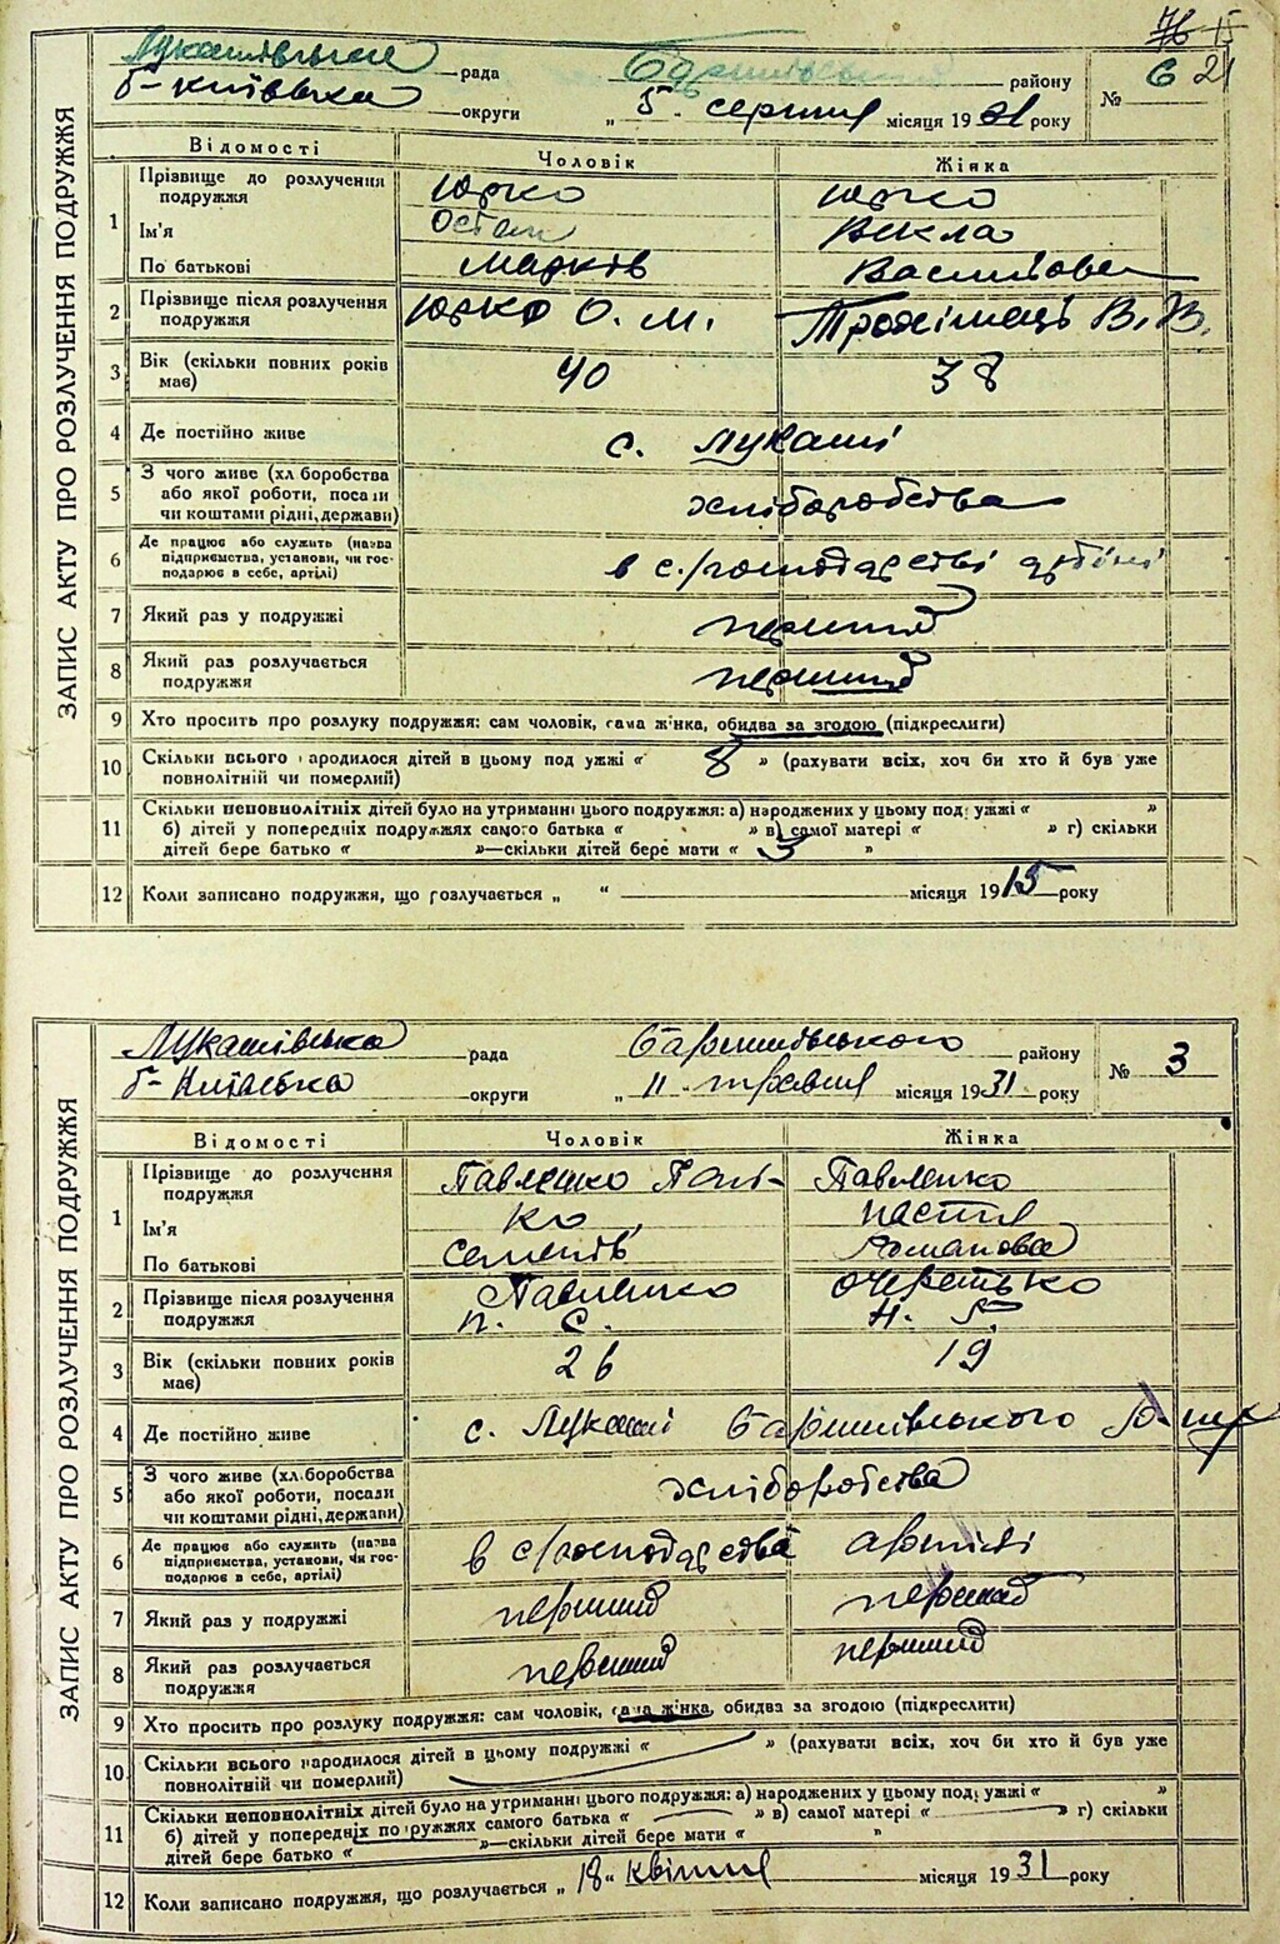 76 15
21
Лукашівська рада Баришівський району № 6
б-Київська округи „ 5 " серпня місяця 1931 року
ЗАПИС АКТУ ПРО РОЗЛУЧЕННЯ ПОДРУЖЖЯ
Відомості Чоловік Жінка
1 Прізвище до розлучення подружжя Юрко Юрко
Ім'я Остап Векла
По батькові Марків Василівна
2 Прізвище після розлучення подружжя Юрко О. М. В. В.
3 Вік (скільки повних років має) 40 38
4 Де постійно живе с. Лукаші
5 З чого живе (хліборобства або якої роботи, посади чи коштами рідні, держави) хліборобства
6 Де працює або служить (назва підприємства, установи, чи господарює в себе, артілі) в с./господарстві
7 Який раз у подружжі перший
8 Який раз розлучається подружжя перший
9 Хто просить про розлуку подружжя: сам чоловік, сама жінка, обидва за згодою (підкреслити)
10 Скільки всього народилося дітей в цьому подружжі « 8 » (рахувати всіх, хоч би хто й був уже
повнолітній чи померлий)
11 Скільки неповнолітніх дітей було на утриманні цього подружжя: а) народжених у цьому подружжі « »
б) дітей у попередніх подружжях самого батька « » в) самої матері « » г) скільки
дітей бере батько « »—скільки дітей бере мати « 3 »
12 Коли записано подружжя, що розлучається „ “ місяця 1915 року
Лукашівська рада Баришівського району № 3
б-Київська округи „ 11 травня місяця 1931 року
ЗАПИС АКТУ ПРО РОЗЛУЧЕННЯ ПОДРУЖЖЯ
Відомості Чоловік Жінка
1 Прізвище до розлучення подружжя Павленко Павленко
Ім'я Настя
По батькові Семенів Романова
2 Прізвище після розлучення подружжя Павленко П. С. Очеретько Н.
3 Вік (скільки повних років має) 26 19
4 Де постійно живе с. Лукаші Баришівського р-ну
5 З чого живе (хліборобства або якої роботи, посади чи коштами рідні, держави) хліборобства
6 Де працює або служить (назва підприємства, установи, чи господарює в себе, артілі) в с/господарстві артілі
7 Який раз у подружжі перший перший
8 Який раз розлучається подружжя перший перший
9 Хто просить про розлуку подружжя: сам чоловік, сама жінка, обидва за згодою (підкреслити)
10 Скільки всього народилося дітей в цьому подружжі « » (рахувати всіх, хоч би хто й був уже
повнолітній чи померлий)
11 Скільки неповнолітніх дітей було на утриманні цього подружжя: а) народжених у цьому подружжі « »
б) дітей у попередніх подружжях самого батька « » в) самої матері « » г) скільки
дітей бере батько « »—скільки дітей бере мати « »
12 Коли записано подружжя, що розлучається „ 18 “ квітня місяця 1931 року